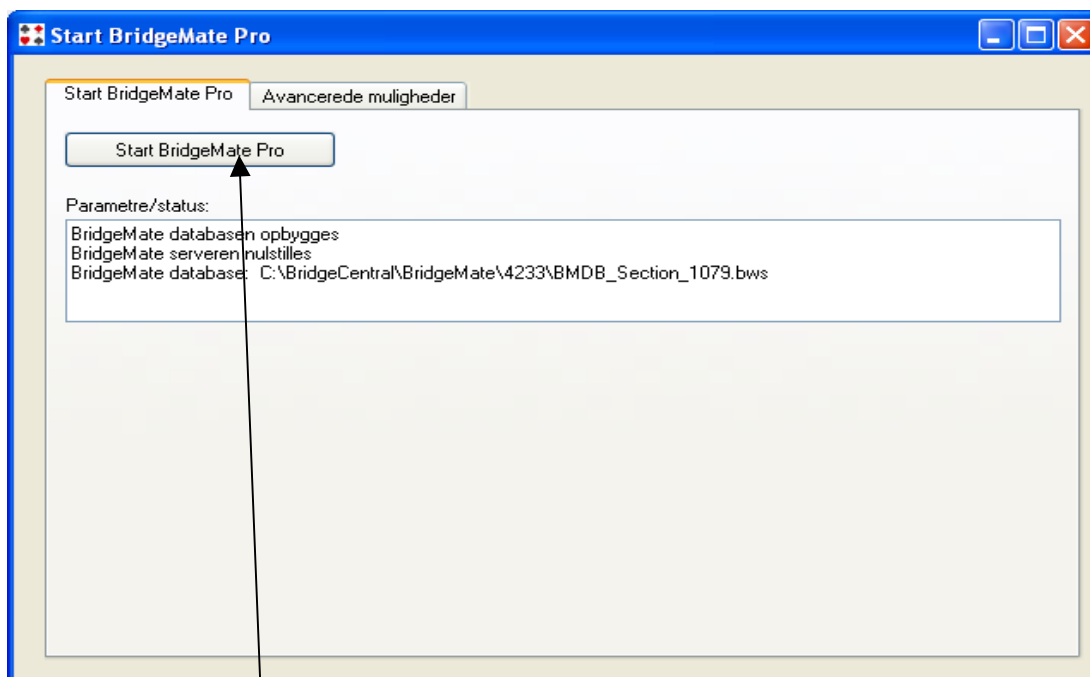 Start BridgeMate Pro
Start BridgeMate Pro
Avancerede muligheder
Start BridgeMate Pro
Parametre/status:
BridgeMate databasen opbygges
BridgeMate serveren nulstilles
BridgeMate database: C:\BridgeCentral\BridgeMate\4233\BMDB_Section_1079.bws